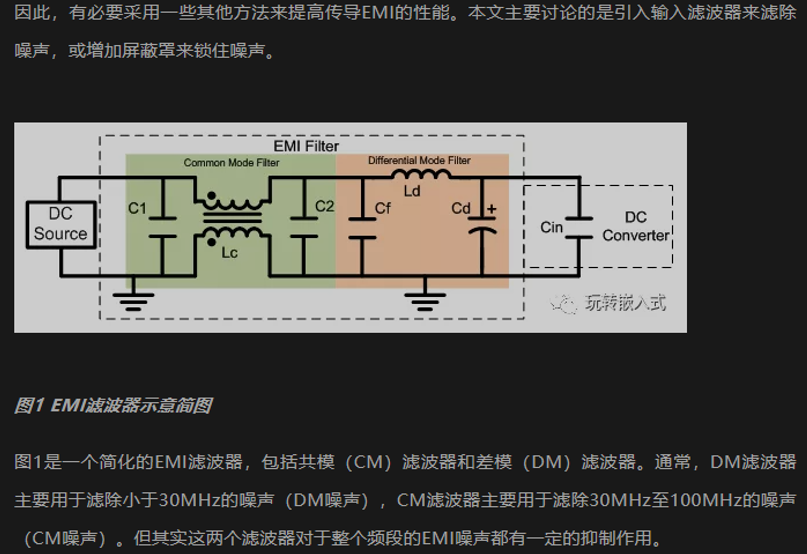 因此，有必要采用一些其他方法来提高传导EMI的性能。本文主要讨论的是引入输入滤波器来滤除
噪声，或增加屏蔽罩来锁住噪声。
EMI Filter
Common Mode Filter
Differential Mode Filter
DC
Source
C1
Lc
C2
Cf
Ld
Cd
+
Cin
DC
Converter
玩转嵌入式
图1 EMI滤波器示意简图
图1是一个简化的EMI滤波器，包括共模（CM）滤波器和差模（DM）滤波器。通常，DM滤波器
主要用于滤除小于30MHz的噪声（DM噪声），CM滤波器主要用于滤除30MHz至100MHz的噪声
（CM噪声）。但其实这两个滤波器对于整个频段的EMI噪声都有一定的抑制作用。